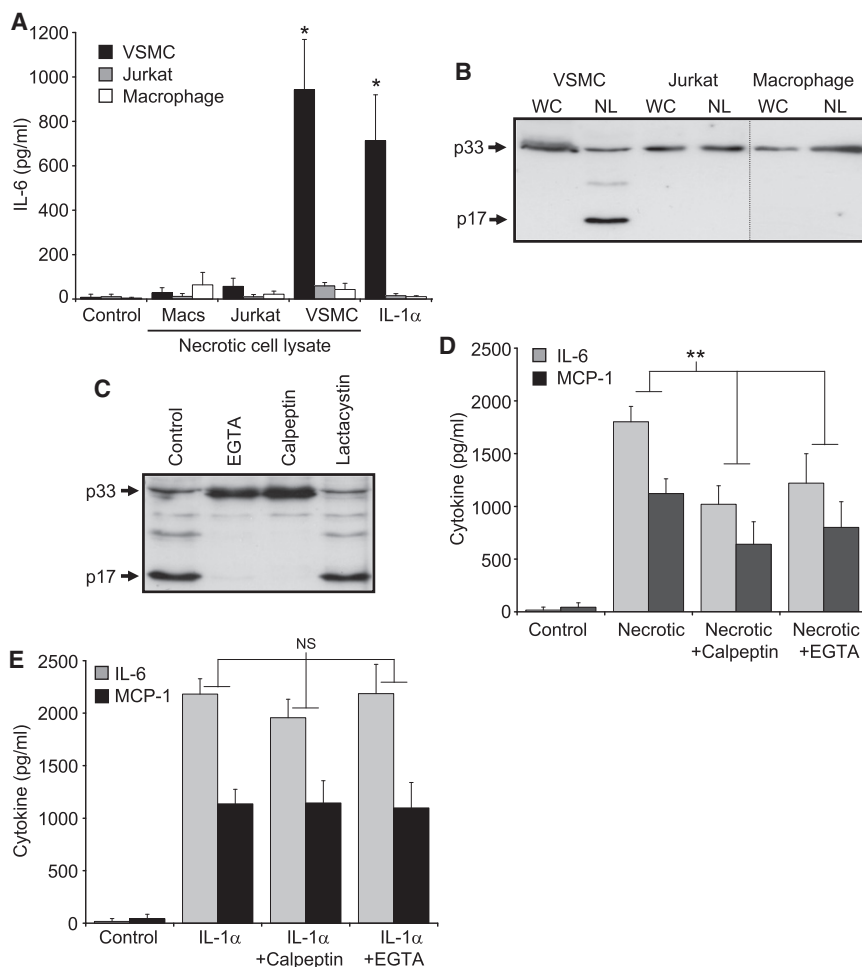 A
1200
1000
800
600
400
200
0
IL-6 (pg/ml)
VSMC
Jurkat
Macrophage
*
*
Control
Macs
Jurkat
VSMC
IL-1α
Necrotic cell lysate
B
VSMC Jurkat Macrophage
WC NL WC NL WC NL
p33
p17
C
Control
EGTA
Calpeptin
Lactacystin
p33
p17
D
2500
2000
1500
1000
500
0
Cytokine (pg/ml)
IL-6
MCP-1
**
Control Necrotic Necrotic Necrotic
+Calpeptin +EGTA
E
2500
2000
1500
1000
500
0
Cytokine (pg/ml)
IL-6
MCP-1
NS
Control IL-1α IL-1α IL-1α
+Calpeptin +EGTA